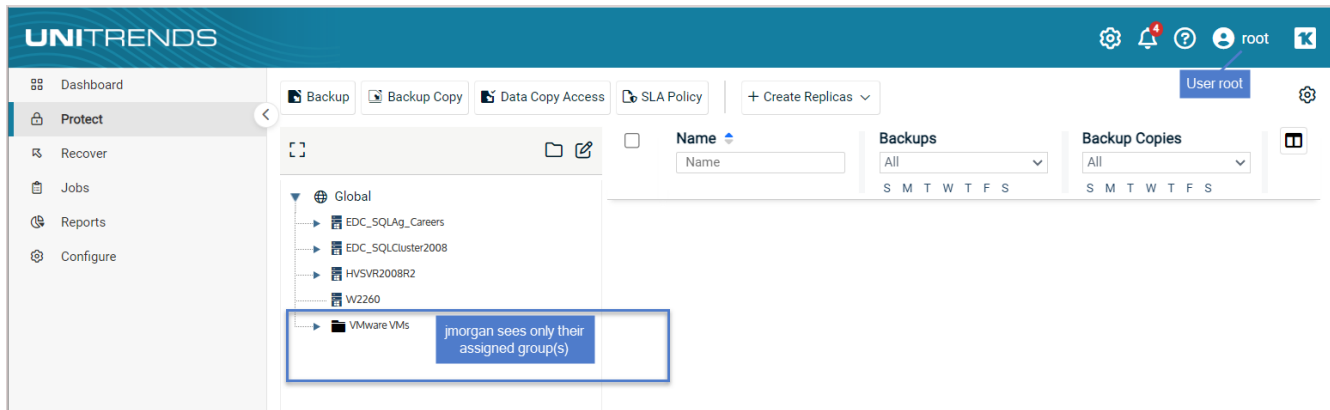 UNITRENDS
4
root
User root
Dashboard
Protect
Recover
Jobs
Reports
Configure
Backup
Backup Copy
Data Copy Access
SLA Policy
+ Create Replicas
Name
Name
Backups
All
S M T W T F S
Backup Copies
All
S M T W T F S
Global
EDC_SQLAg_Careers
EDC_SQLCluster2008
HVSVR2008R2
W2260
VMware VMs
jmorgan sees only their
assigned group(s)